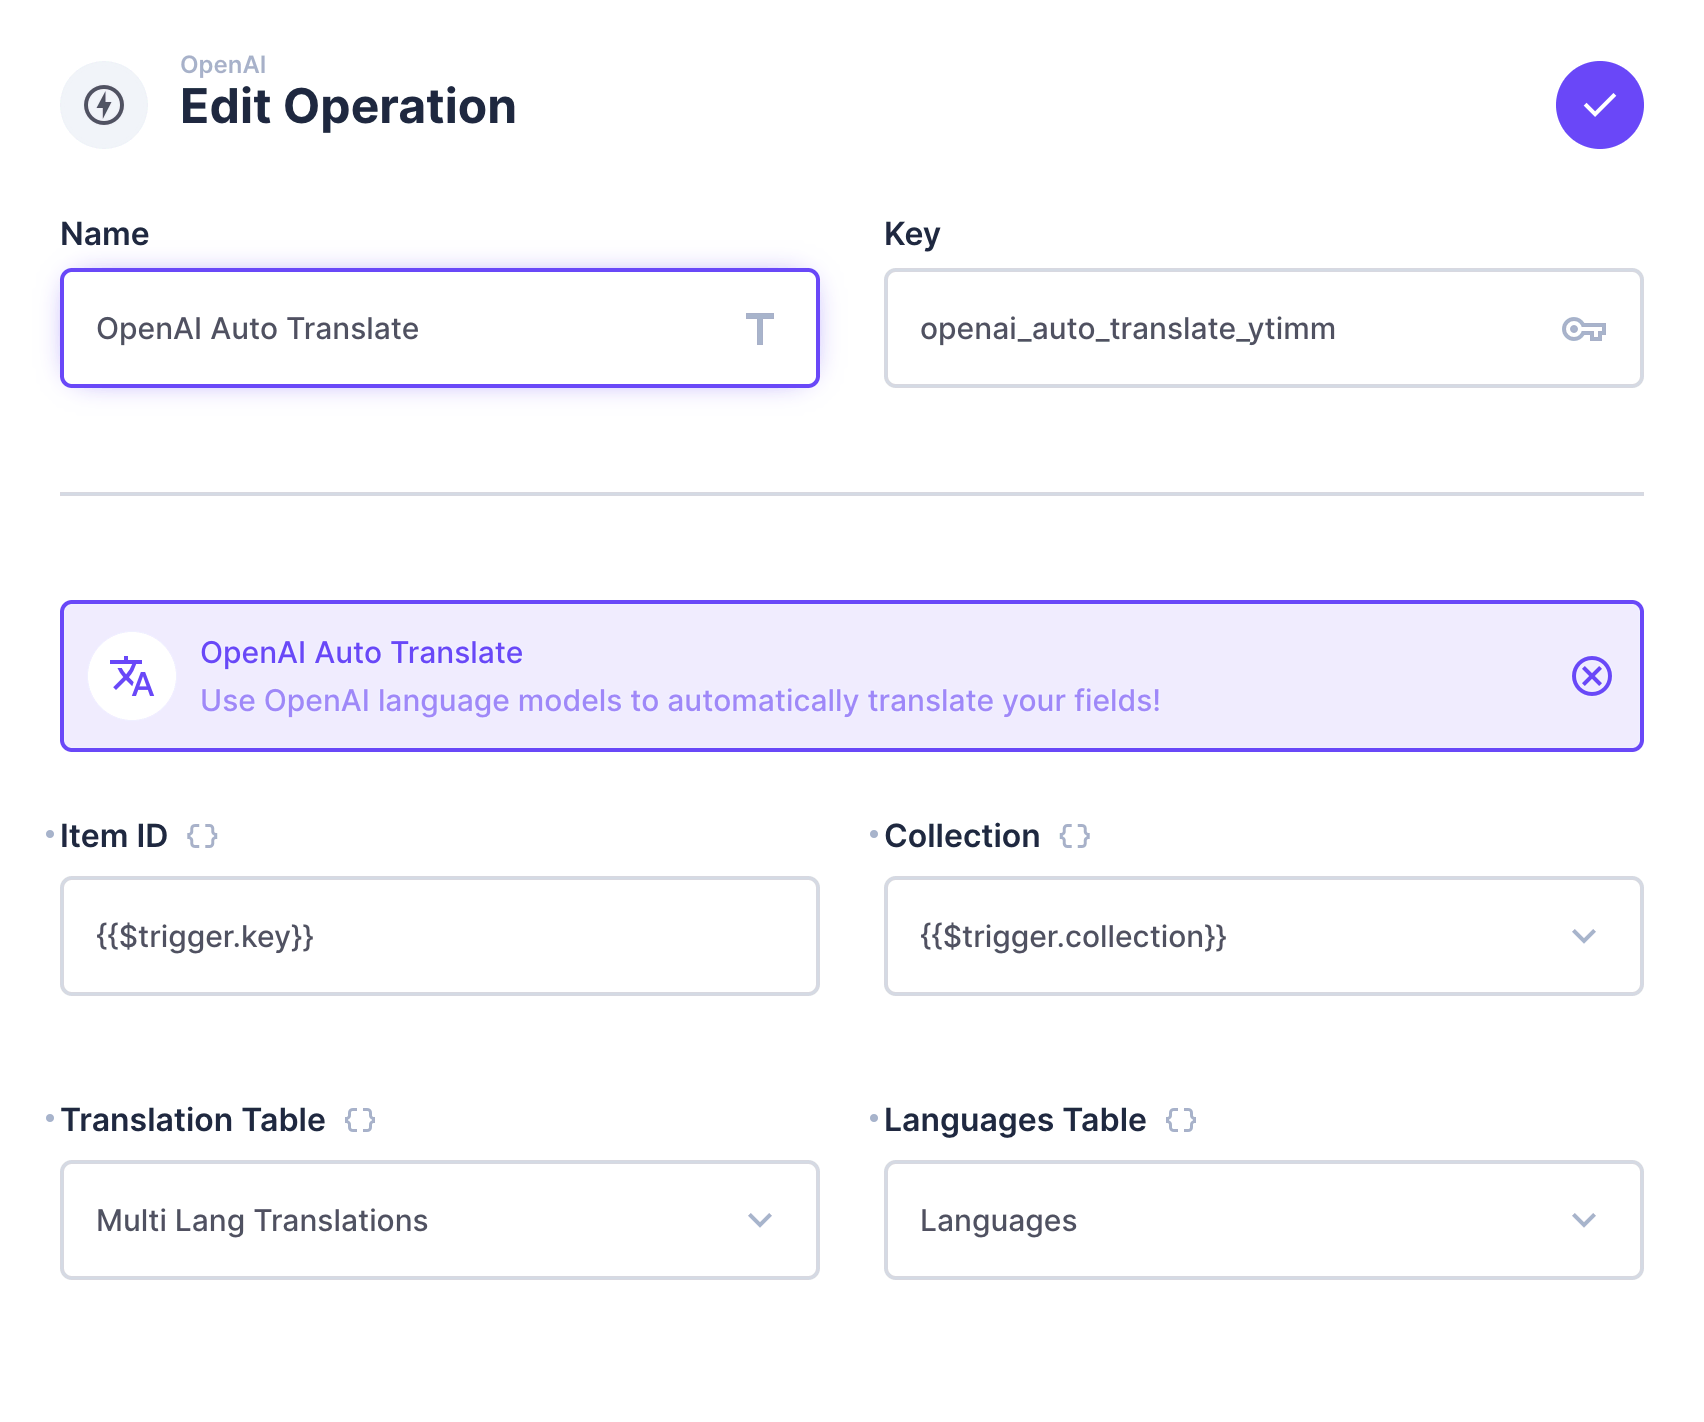 OpenAI
Edit Operation
Name
Key
OpenAI Auto Translate
openai_auto_translate_ytimm
OpenAI Auto Translate
Use OpenAI language models to automatically translate your fields!
Item ID {}
Collection {}
{{$trigger.key}}
{{$trigger.collection}}
Translation Table {}
Languages Table {}
Multi Lang Translations
Languages